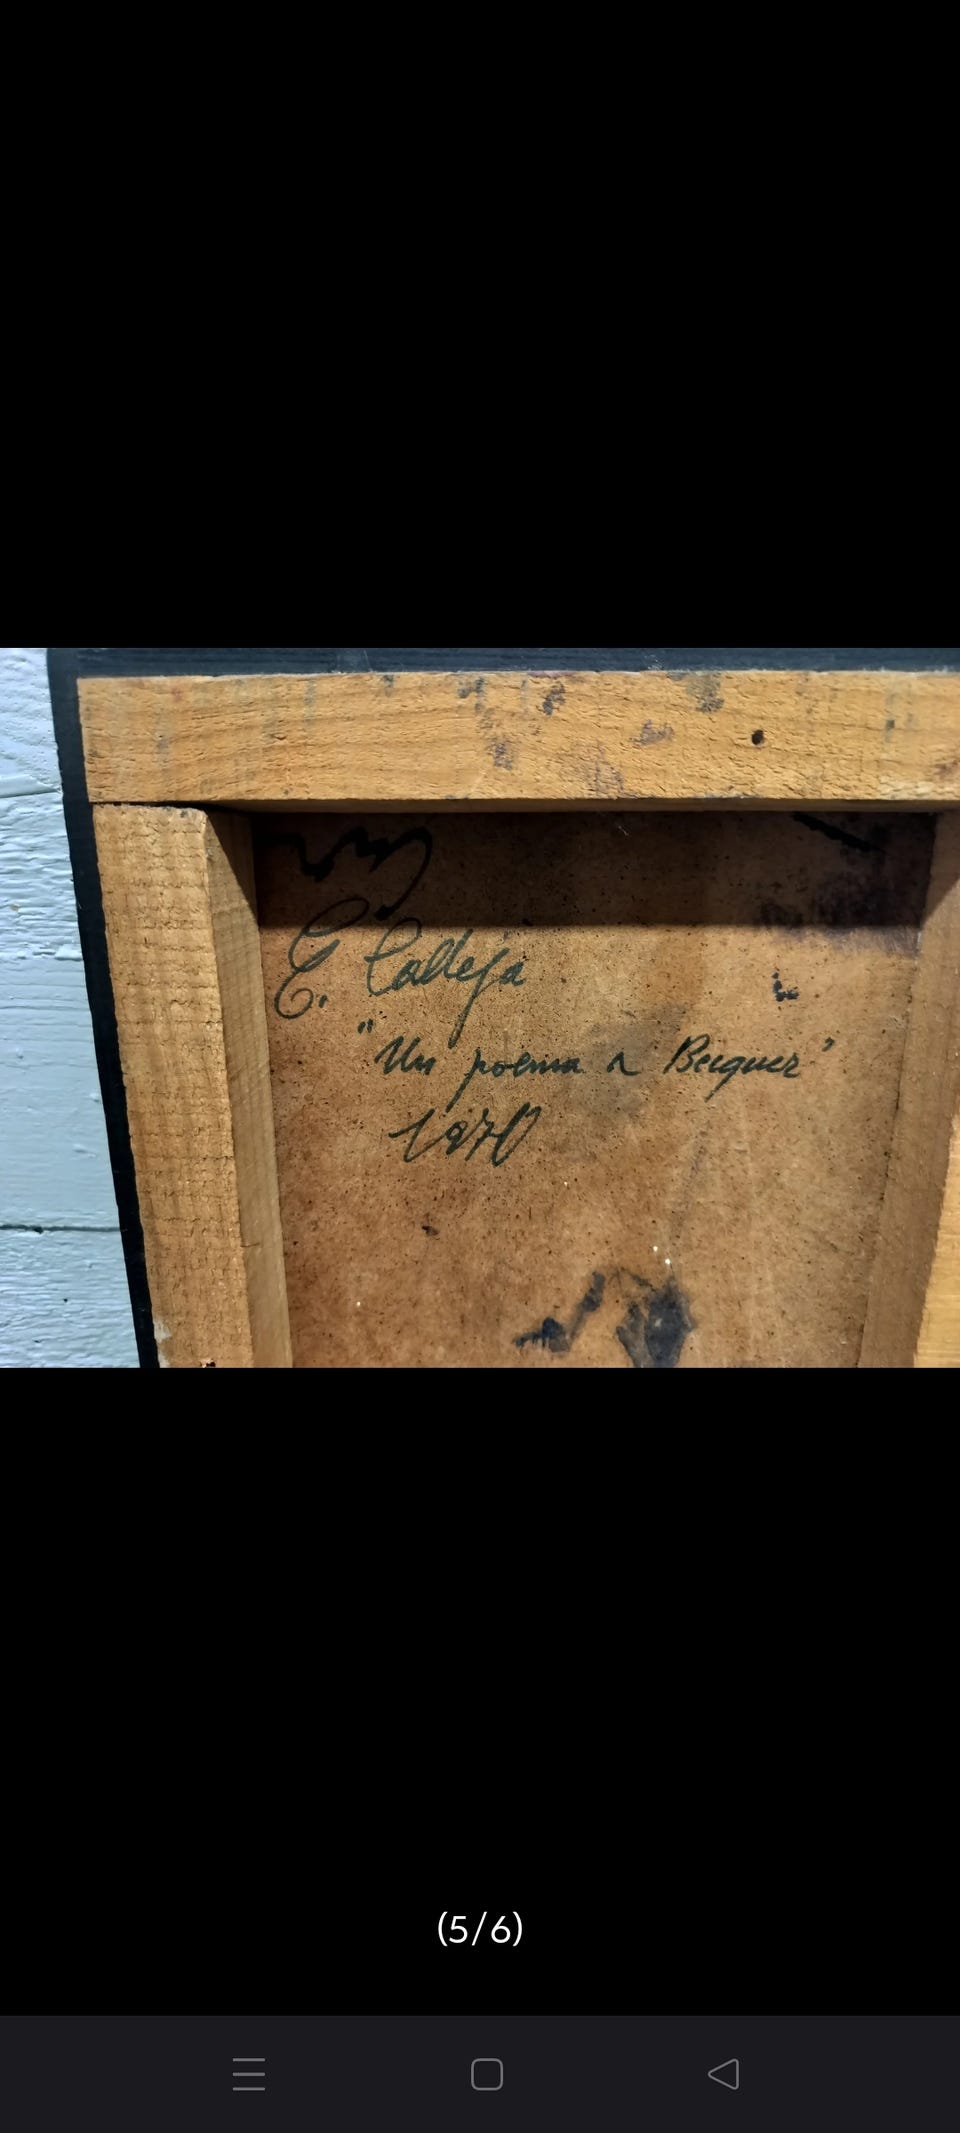 E. Calleja
"Un poema a Becquer"
1970
(5/6)